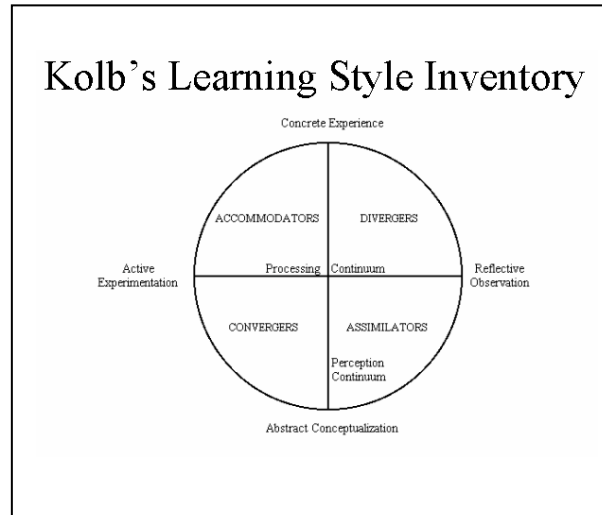 Kolb's Learning Style Inventory
Concrete Experience
ACCOMMODATORS
DIVERGERS
Active
Experimentation
Processing Continuum
Reflective
Observation
CONVERGERS
ASSIMILATORS
Perception
Continuum
Abstract Conceptualization